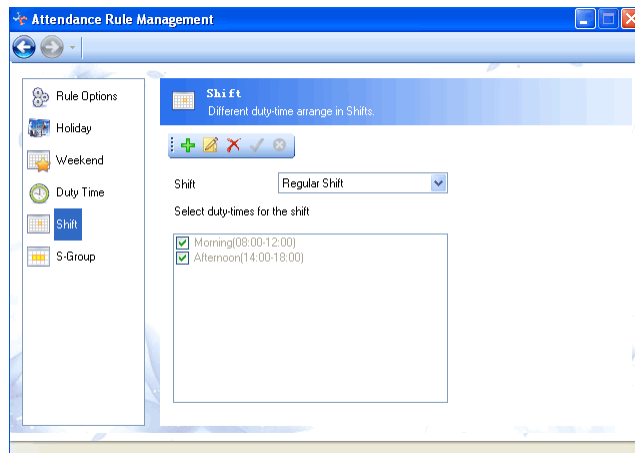 Attendance Rule Management
Rule Options
Holiday
Weekend
Duty Time
Shift
S-Group
Shift
Different duty-time arrange in Shifts.
Shift
Regular Shift
Select duty-times for the shift
Morning(08:00-12:00)
Afternoon(14:00-18:00)